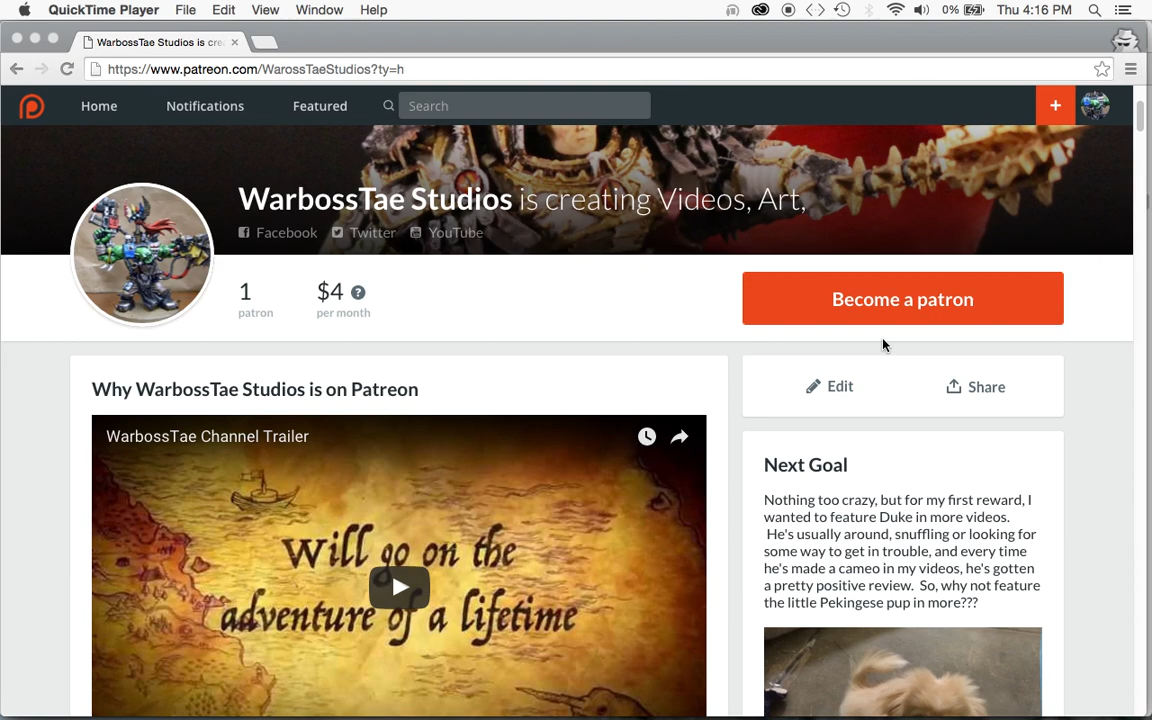 QuickTime Player File Edit View Window Help 0% Thu 4:16 PM
WarbossTae Studios is cre
https://www.patreon.com/WarossTaeStudios?ty=h
Home Notifications Featured Search +
WarbossTae Studios is creating Videos, Art,
Facebook Twitter YouTube
1 $4 ?
patron per month
Become a patron
Edit Share
Why WarbossTae Studios is on Patreon
WarbossTae Channel Trailer
Will go on the
adventure of a lifetime
Next Goal
Nothing too crazy, but for my first reward, I
wanted to feature Duke in more videos.
He's usually around, snuffling or looking for
some way to get in trouble, and every time
he's made a cameo in my videos, he's gotten
a pretty positive review. So, why not feature
the little Pekingese pup in more???